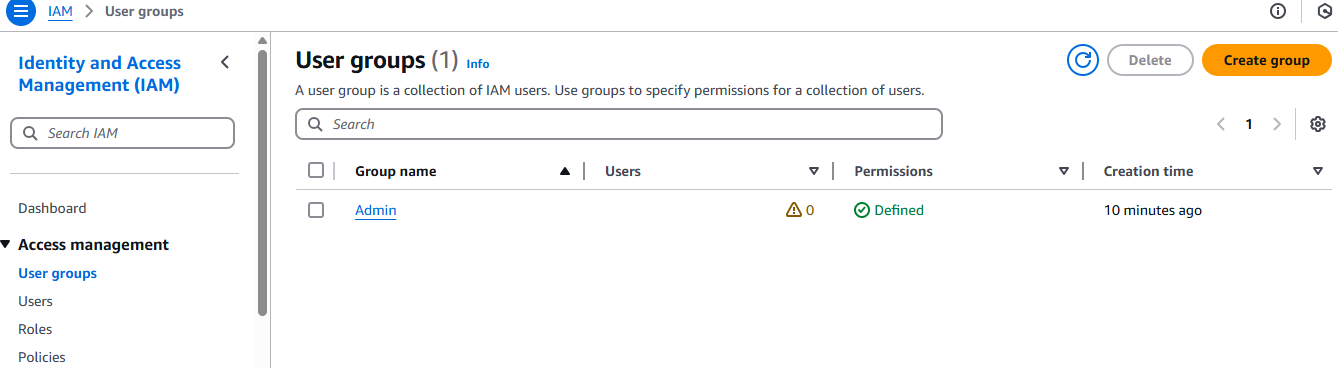 IAM > User groups
Identity and Access
Management (IAM)
Search IAM
Dashboard
Access management
User groups
Users
Roles
Policies
User groups (1) Info
Delete
Create group
A user group is a collection of IAM users. Use groups to specify permissions for a collection of users.
Search
1
Group name Users Permissions Creation time
Admin 0 Defined 10 minutes ago